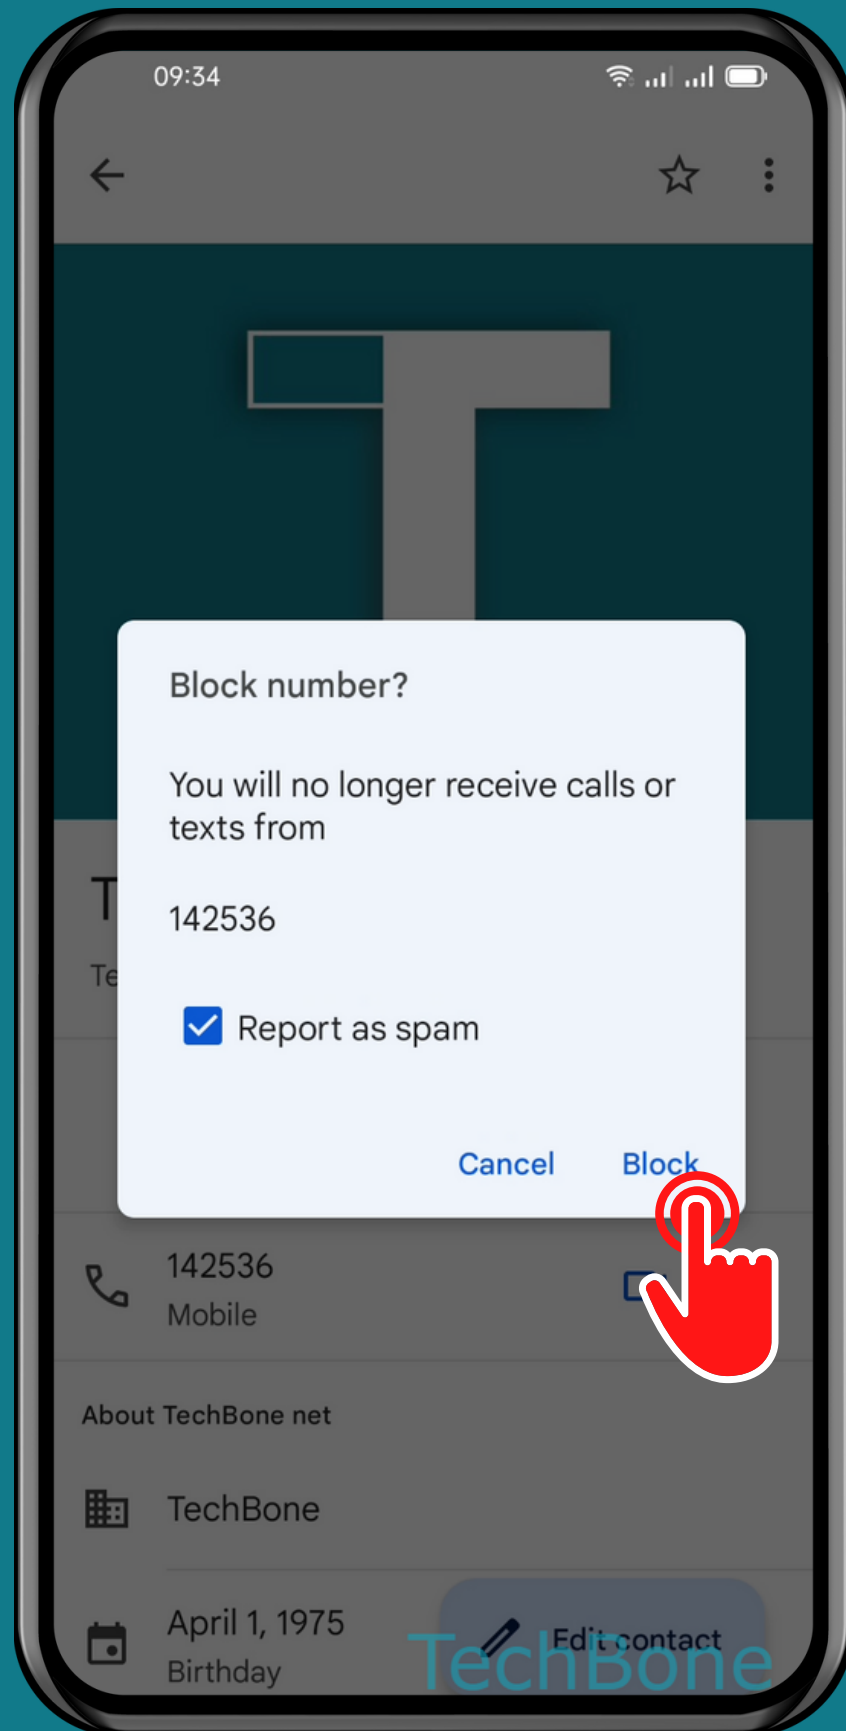 09:34
Block number?
You will no longer receive calls or
texts from
142536
Report as spam
Cancel Block
142536
Mobile
About TechBone net
TechBone
April 1, 1975
Birthday
Edit contact
TechBone